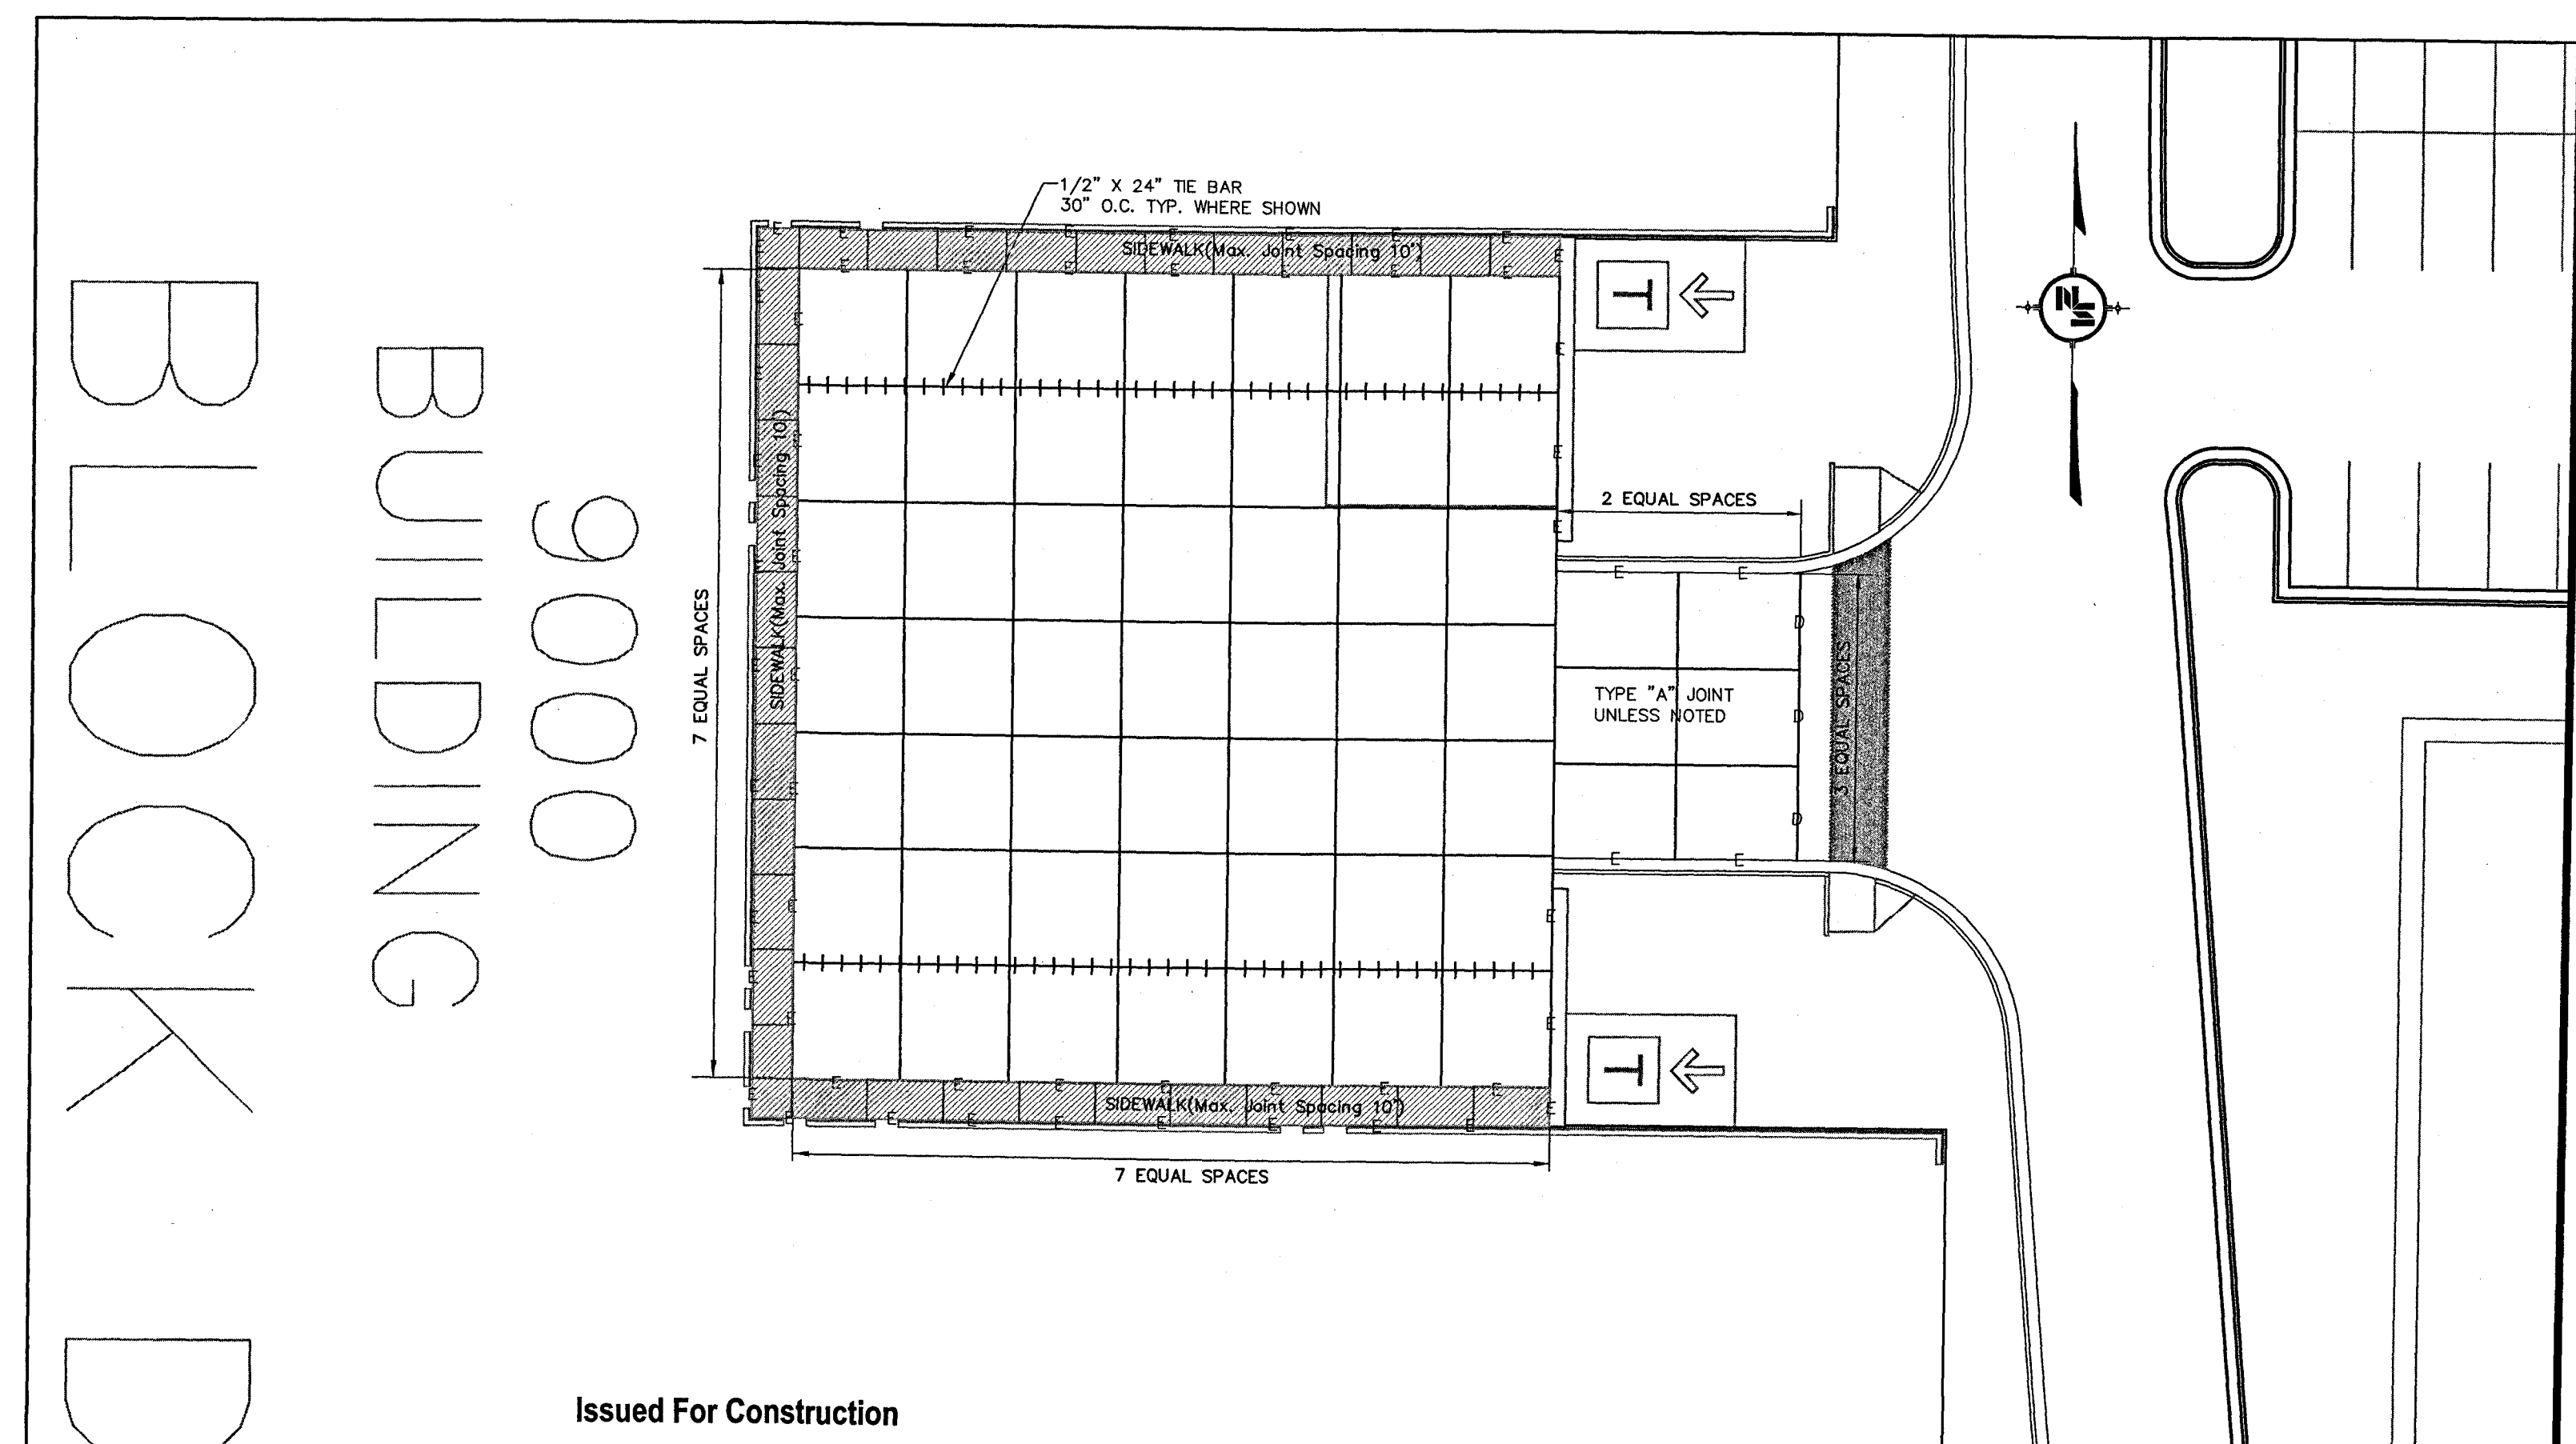 1/2" X 24" TIE BAR
30" O.C. TYP. WHERE SHOWN
SIDEWALK(Max. Joint Spacing 10')
BLOCK D
BUILDING
9000
7 EQUAL SPACES
SIDEWALK(Max. Joint Spacing 10')
T
2 EQUAL SPACES
TYPE "A" JOINT
UNLESS NOTED
3 EQUAL SPACES
E
E
E
E
D
D
D
T
SIDEWALK(Max. Joint Spacing 10')
7 EQUAL SPACES
Issued For Construction